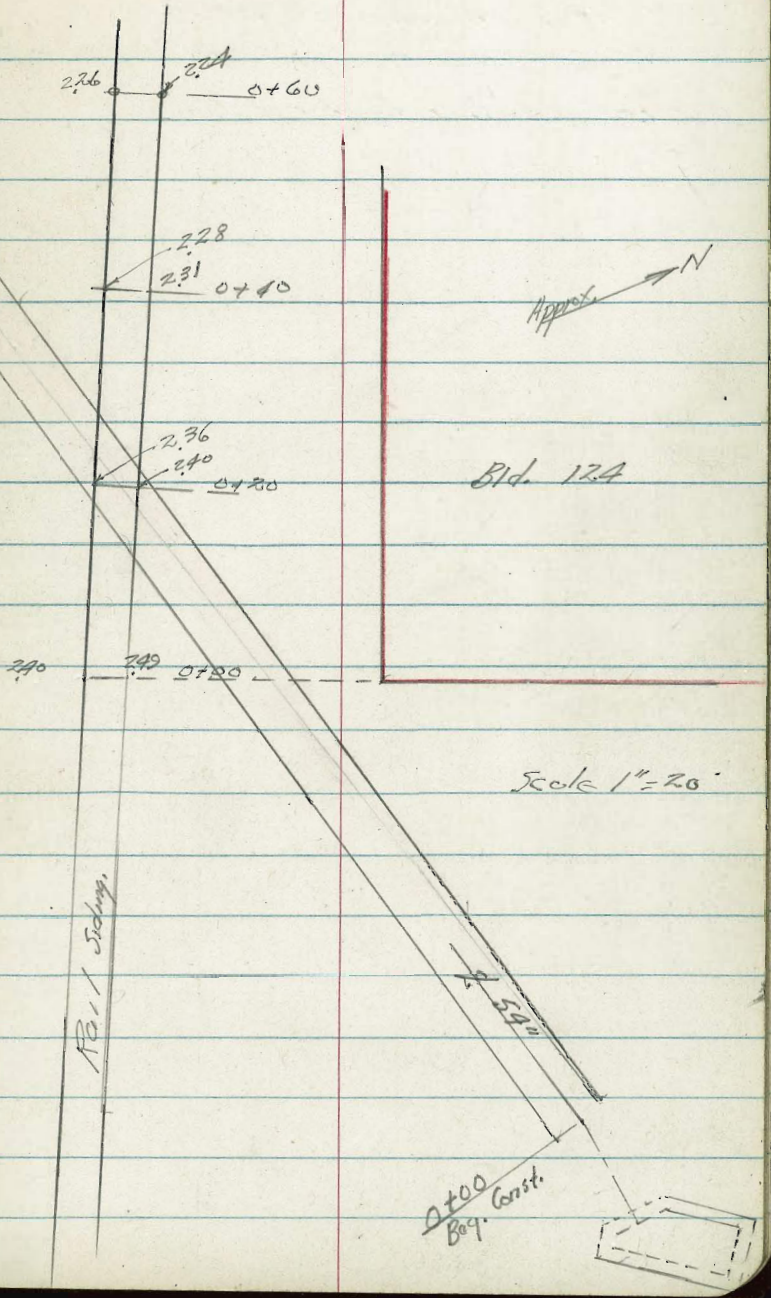 2.26 2.24 0+60
2.28
2.31 0+40
Approx. N
2.36
2.40 0+20
Bld. 124
2.40 2.49 0+00
Scale 1"=20'
Rail Siding.
54"
0+00
Beg. Const.